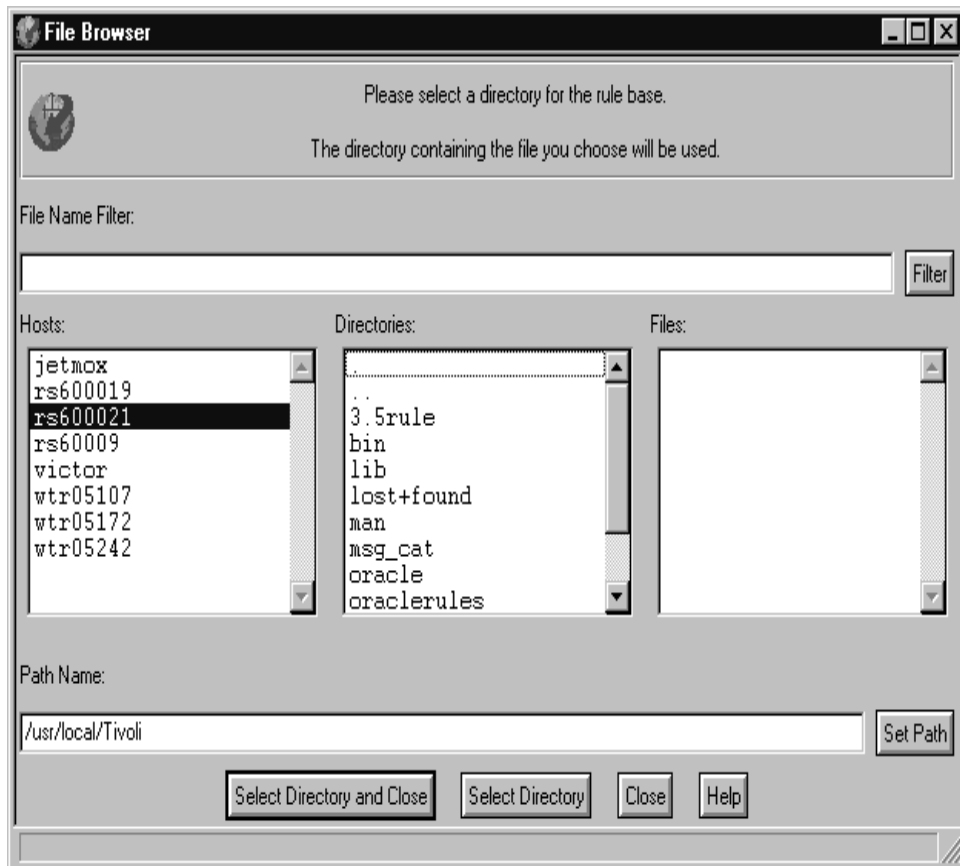 File Browser
Please select a directory for the rule base.
The directory containing the file you choose will be used.
File Name Filter:
Filter
Hosts:
Directories:
Files:
jetmox
rs600019
rs600021
rs60009
victor
wtr05107
wtr05172
wtr05242
.
..
3.5rule
bin
lib
lost+found
man
msg_cat
oracle
oraclerules
Path Name:
/usr/local/Tivoli
Set Path
Select Directory and Close
Select Directory
Close
Help